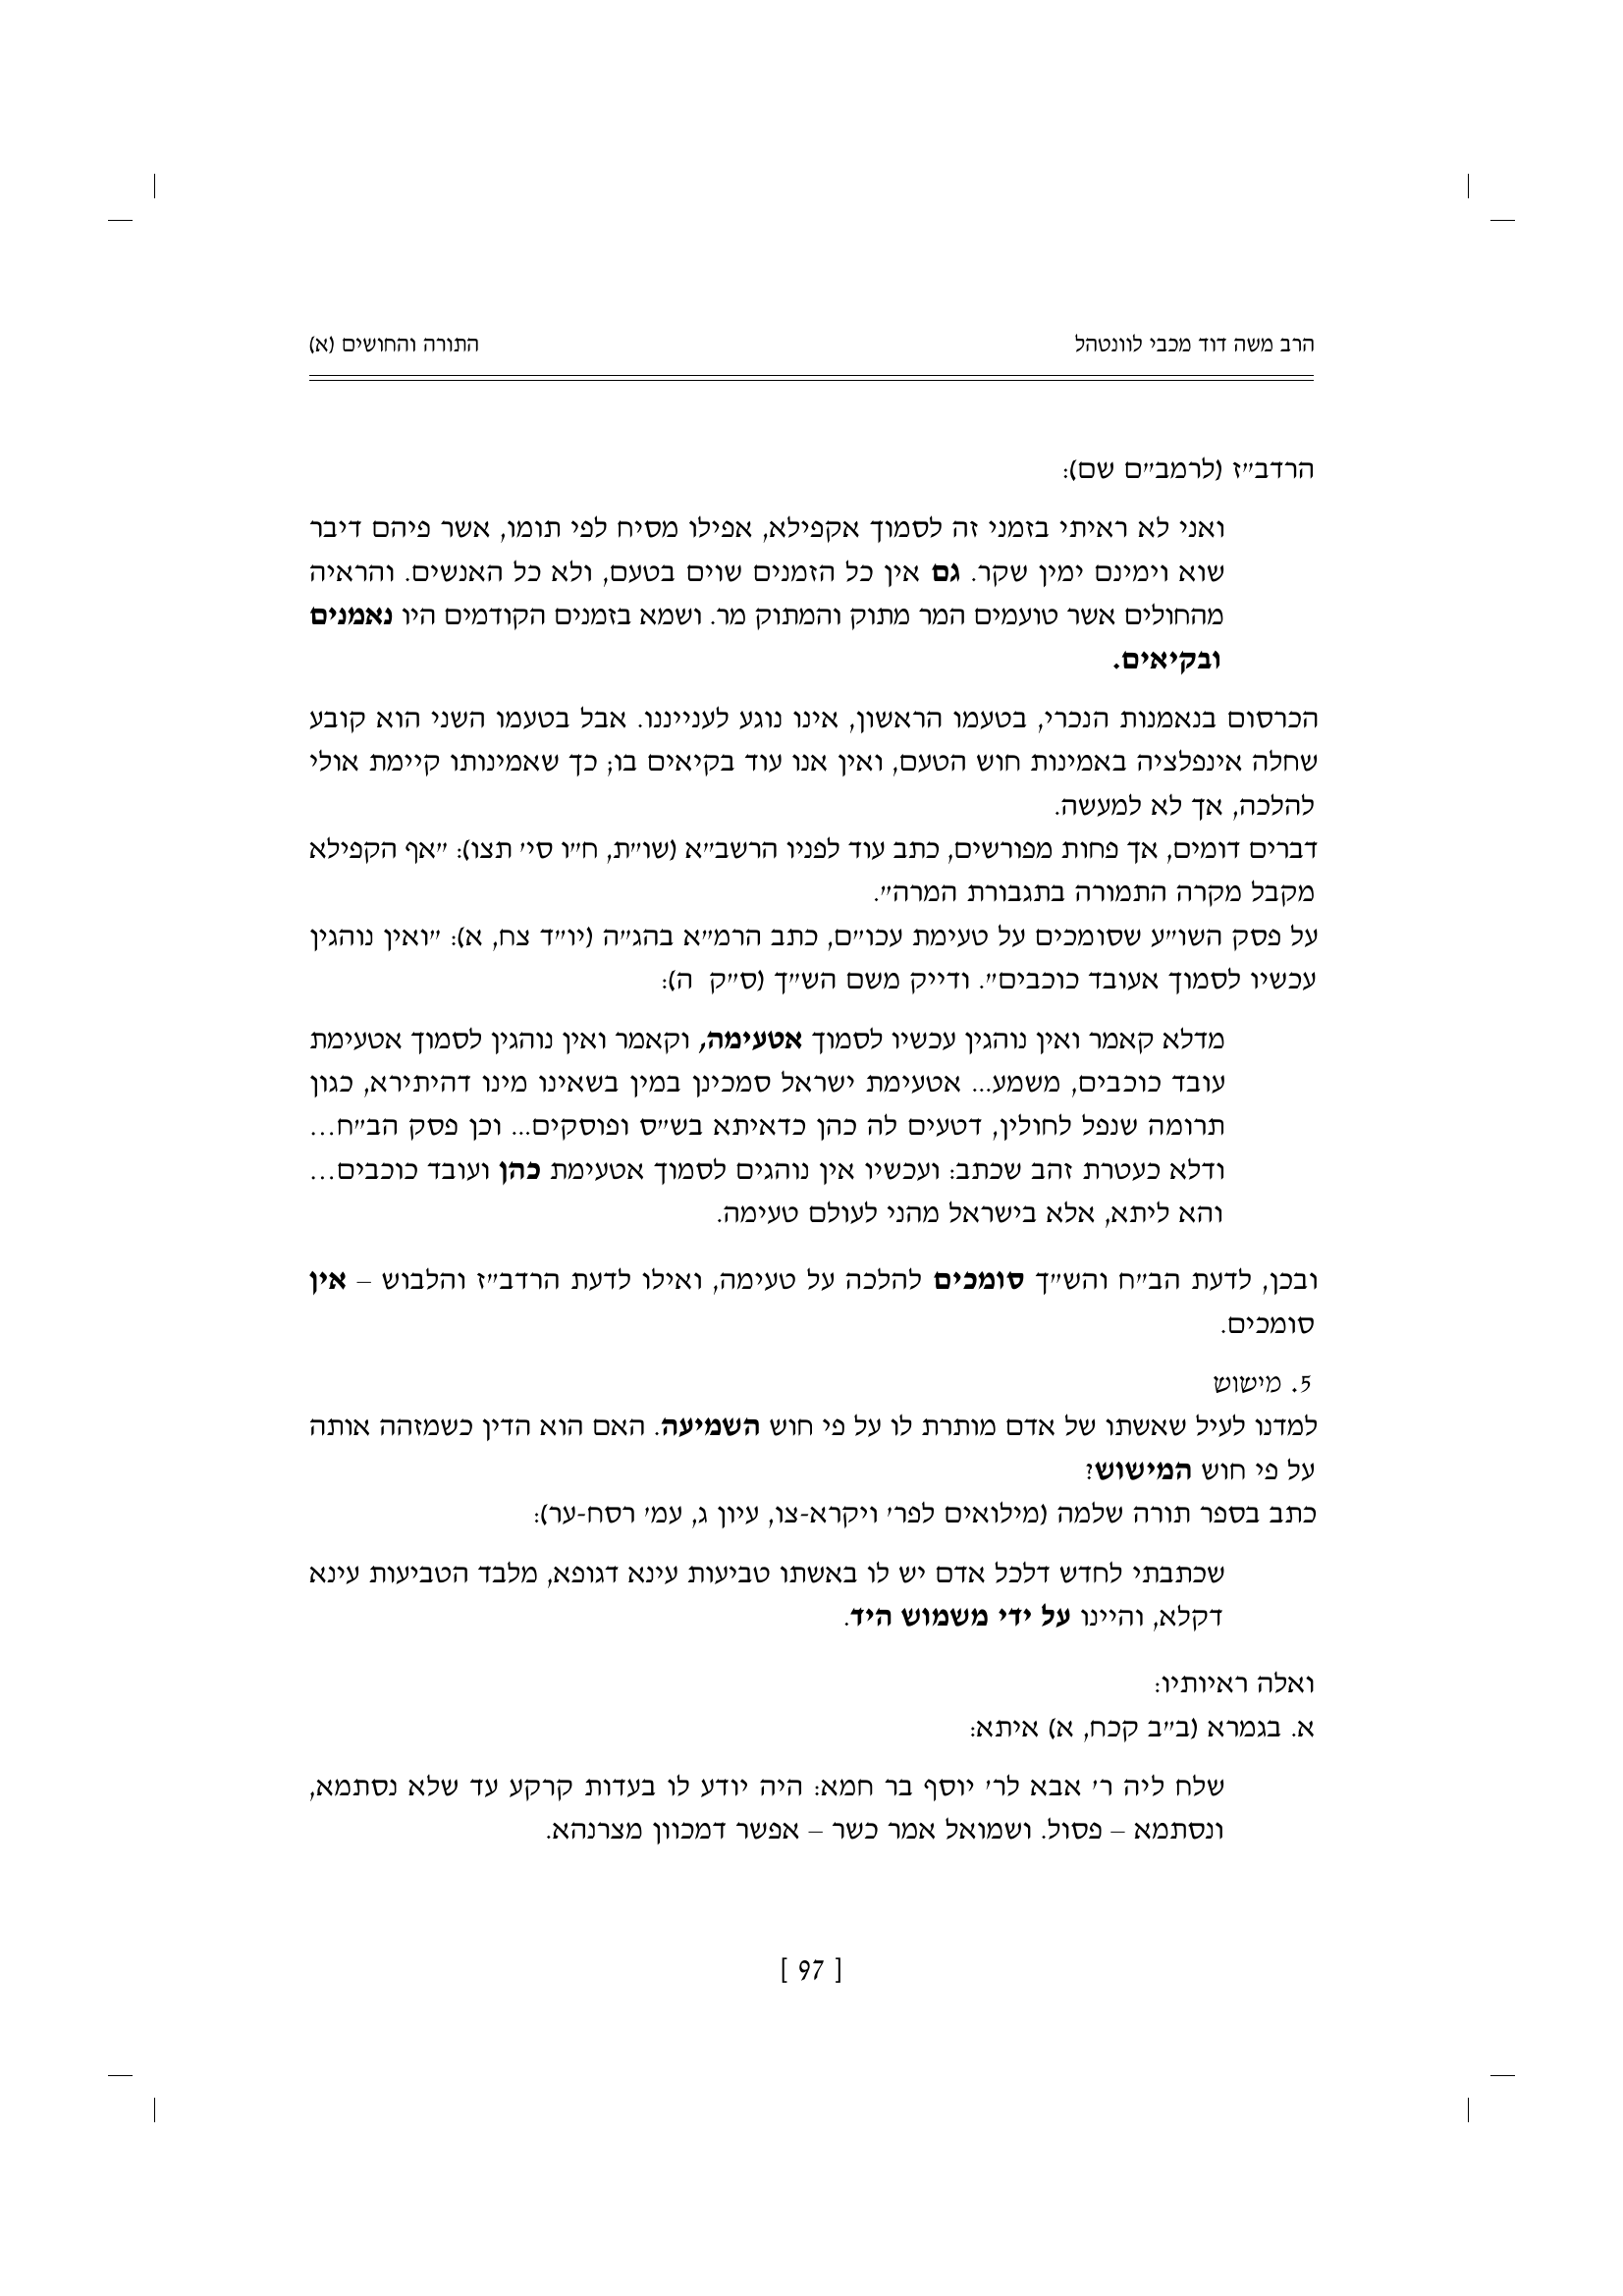 הרב משה דוד מכבי לוונטהל
התורה והחושים (א)
הרדב״ז (לרמב״ם שם):
ואני לא ראיתי בזמני זה לסמוך אקפילא, אפילו מסיח לפי תומו, אשר פיהם דיבר
שוא וימינם ימין שקר. גם אין כל הזמנים שוים בטעם, ולא כל האנשים. והראיה
מהחולים אשר טועמים המר מתוק והמתוק מר. ושמא בזמנים הקודמים היו נאמנים
ובקיאים.
הכרסום בנאמנות הנכרי, בטעמו הראשון, אינו נוגע לענייננו. אבל בטעמו השני הוא קובע
שחלה אינפלציה באמינות חוש הטעם, ואין אנו עוד בקיאים בו; כך שאמינותו קיימת אולי
להלכה, אך לא למעשה.
דברים דומים, אך פחות מפורשים, כתב עוד לפניו הרשב״א (שו״ת, ח״ו סי׳ תצו): ״אף הקפילא
מקבל מקרה התמורה בתגבורת המרה״.
על פסק השו״ע שסומכים על טעימת עכו״ם, כתב הרמ״א בהג״ה (יו״ד צח, א): ״ואין נוהגין
עכשיו לסמוך אעובד כוכבים״. ודייק משם הש״ך (ס״ק ה):
מדלא קאמר ואין נוהגין עכשיו לסמוך אטעימה, וקאמר ואין נוהגין לסמוך אטעימת
עובד כוכבים, משמע... אטעימת ישראל סמכינן במין בשאינו מינו דהיתירא, כגון
תרומה שנפל לחולין, דטעים לה כהן כדאיתא בש״ס ופוסקים... וכן פסק הב״ח...
ודלא כעטרת זהב שכתב: ועכשיו אין נוהגים לסמוך אטעימת כהן ועובד כוכבים...
והא ליתא, אלא בישראל מהני לעולם טעימה.
ובכן, לדעת הב״ח והש״ך סומכים להלכה על טעימה, ואילו לדעת הרדב״ז והלבוש – אין
סומכים.
5. מישוש
למדנו לעיל שאשתו של אדם מותרת לו על פי חוש השמיעה. האם הוא הדין כשמזהה אותה
על פי חוש המישוש?
כתב בספר תורה שלמה (מילואים לפר׳ ויקרא-צו, עיון ג, עמ׳ רסח-ער):
שכתבתי לחדש דלכל אדם יש לו באשתו טביעות עינא דגופא, מלבד הטביעות עינא
דקלא, והיינו על ידי משמוש היד.
ואלה ראיותיו:
א. בגמרא (ב״ב קכח, א) איתא:
שלח ליה ר׳ אבא לר׳ יוסף בר חמא: היה יודע לו בעדות קרקע עד שלא נסתמא,
ונסתמא – פסול. ושמואל אמר כשר – אפשר דמכוון מצרנהא.
[ 97 ]